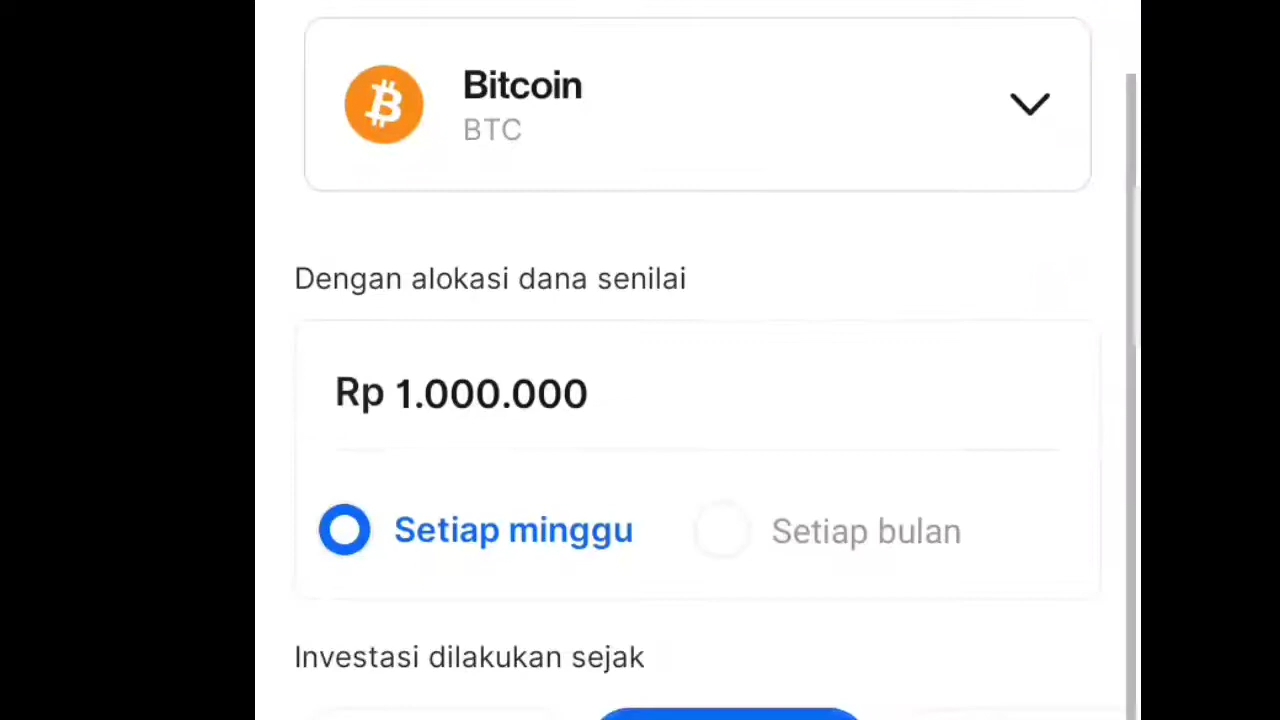 Bitcoin
BTC
Dengan alokasi dana senilai
Rp 1.000.000
Setiap minggu Setiap bulan
Investasi dilakukan sejak